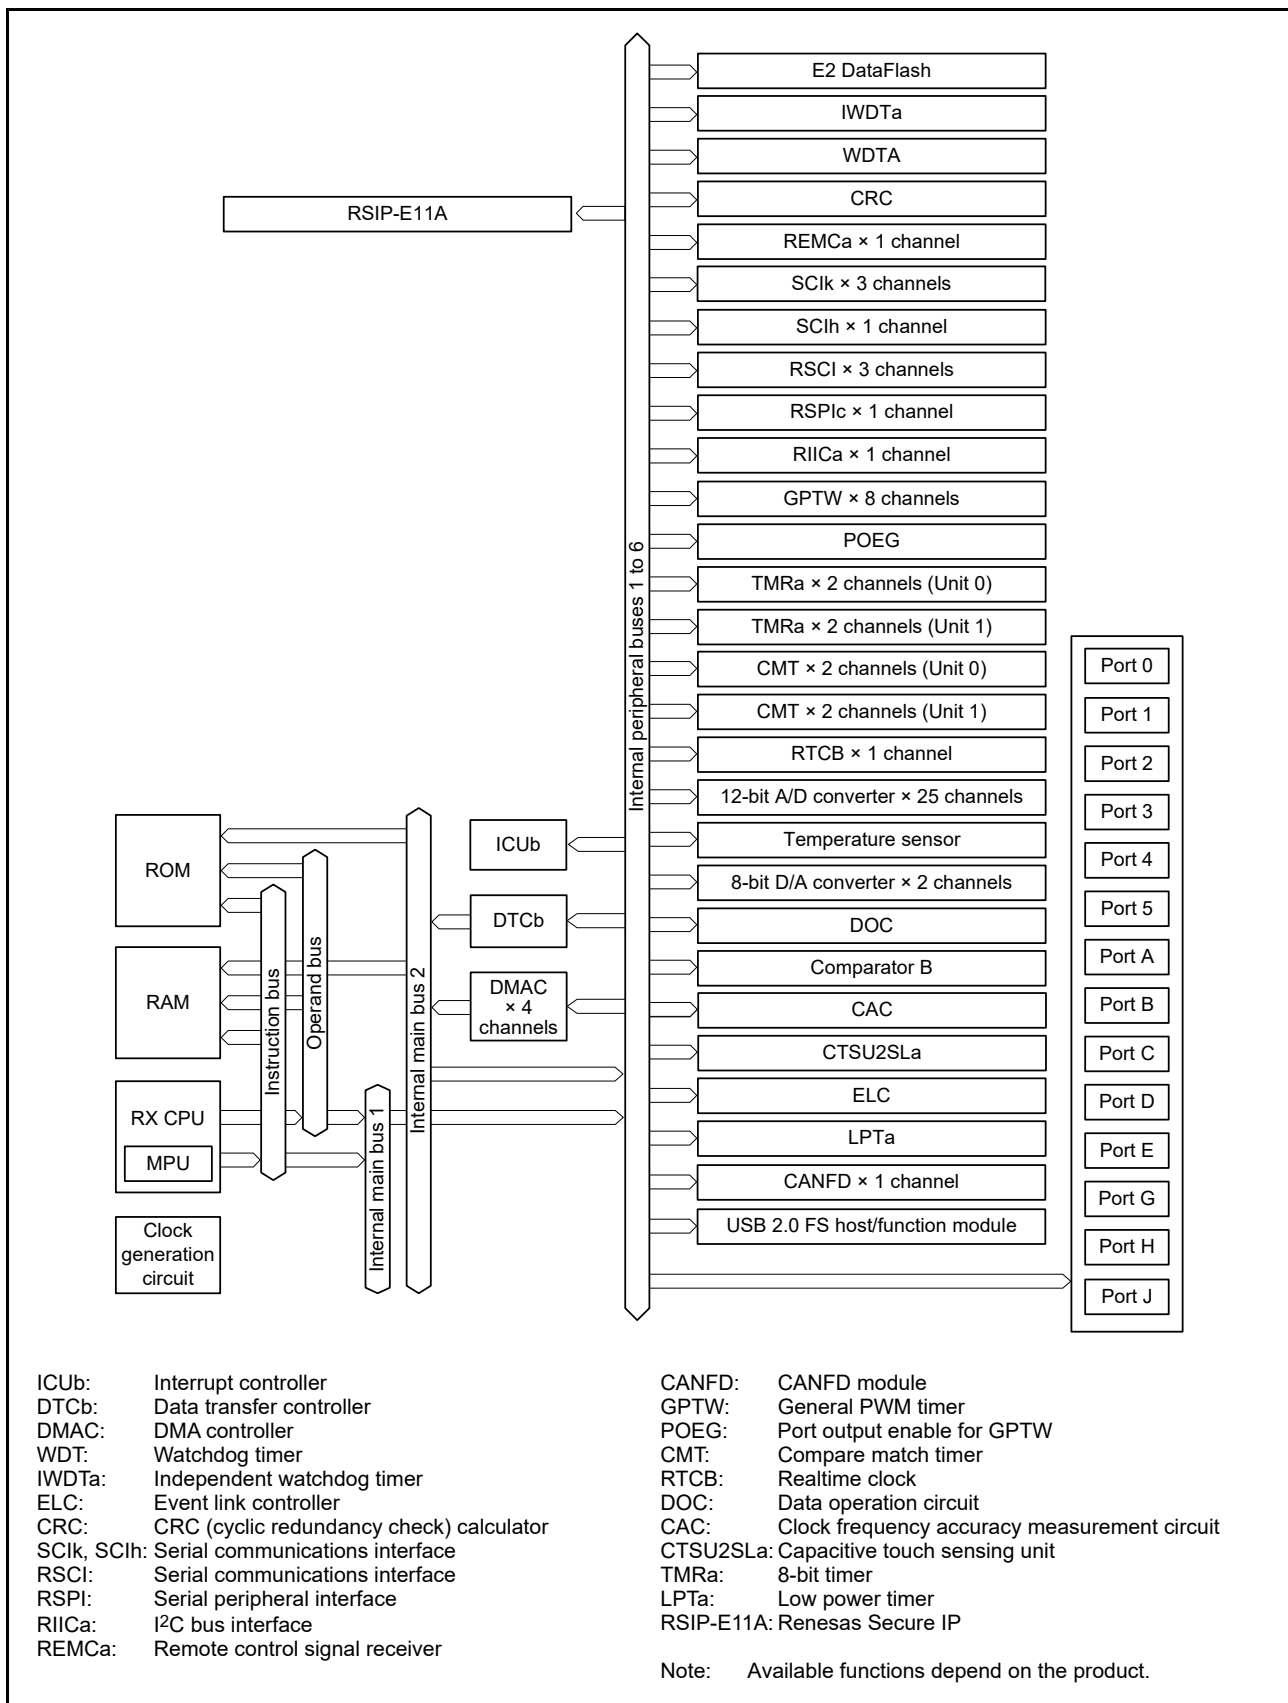 E2 DataFlash
IWDTa
WDTA
CRC
RSIP-E11A
REMCa × 1 channel
SCIk × 3 channels
SCIh × 1 channel
RSCI × 3 channels
RSPIc × 1 channel
RIICa × 1 channel
GPTW × 8 channels
POEG
TMRa × 2 channels (Unit 0)
TMRa × 2 channels (Unit 1)
CMT × 2 channels (Unit 0)
CMT × 2 channels (Unit 1)
RTCB × 1 channel
12-bit A/D converter × 25 channels
Temperature sensor
8-bit D/A converter × 2 channels
DOC
Comparator B
CAC
CTSU2SLa
ELC
LPTa
CANFD × 1 channel
USB 2.0 FS host/function module
Internal peripheral buses 1 to 6
Port 0
Port 1
Port 2
Port 3
Port 4
Port 5
Port A
Port B
Port C
Port D
Port E
Port G
Port H
Port J
ROM
RAM
RX CPU
MPU
Clock
generation
circuit
Instruction bus
Operand bus
Internal main bus 1
Internal main bus 2
ICUb
DTCb
DMAC
× 4
channels
ICUb: Interrupt controller
DTCb: Data transfer controller
DMAC: DMA controller
WDT: Watchdog timer
IWDTa: Independent watchdog timer
ELC: Event link controller
CRC: CRC (cyclic redundancy check) calculator
SCIk, SCIh: Serial communications interface
RSCI: Serial communications interface
RSPI: Serial peripheral interface
RIICa: I2C bus interface
REMCa: Remote control signal receiver
CANFD: CANFD module
GPTW: General PWM timer
POEG: Port output enable for GPTW
CMT: Compare match timer
RTCB: Realtime clock
DOC: Data operation circuit
CAC: Clock frequency accuracy measurement circuit
CTSU2SLa: Capacitive touch sensing unit
TMRa: 8-bit timer
LPTa: Low power timer
RSIP-E11A: Renesas Secure IP
Note: Available functions depend on the product.